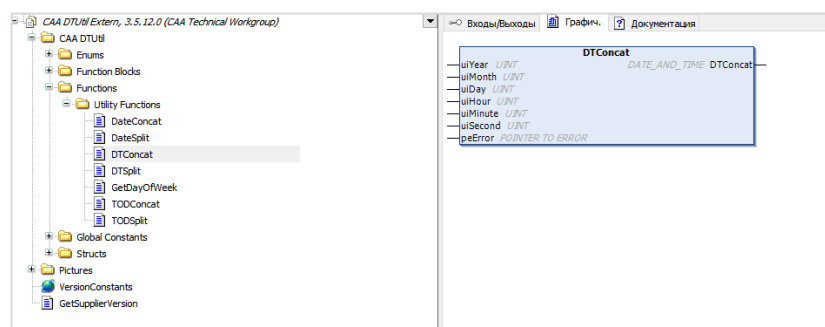 CAA DTUtil Extern, 3.5.12.0 (CAA Technical Workgroup)
CAA DTUtil
Enums
Function Blocks
Functions
Utility Functions
DateConcat
DateSplit
DTConcat
DTSplit
GetDayOfWeek
TODConcat
TODSplit
Global Constants
Structs
Pictures
VersionConstants
GetSupplierVersion
Входы/Выходы Графич. Документация
DTConcat
uiYear UINT DATE_AND_TIME DTConcat
uiMonth UINT
uiDay UINT
uiHour UINT
uiMinute UINT
uiSecond UINT
peError POINTER TO ERROR